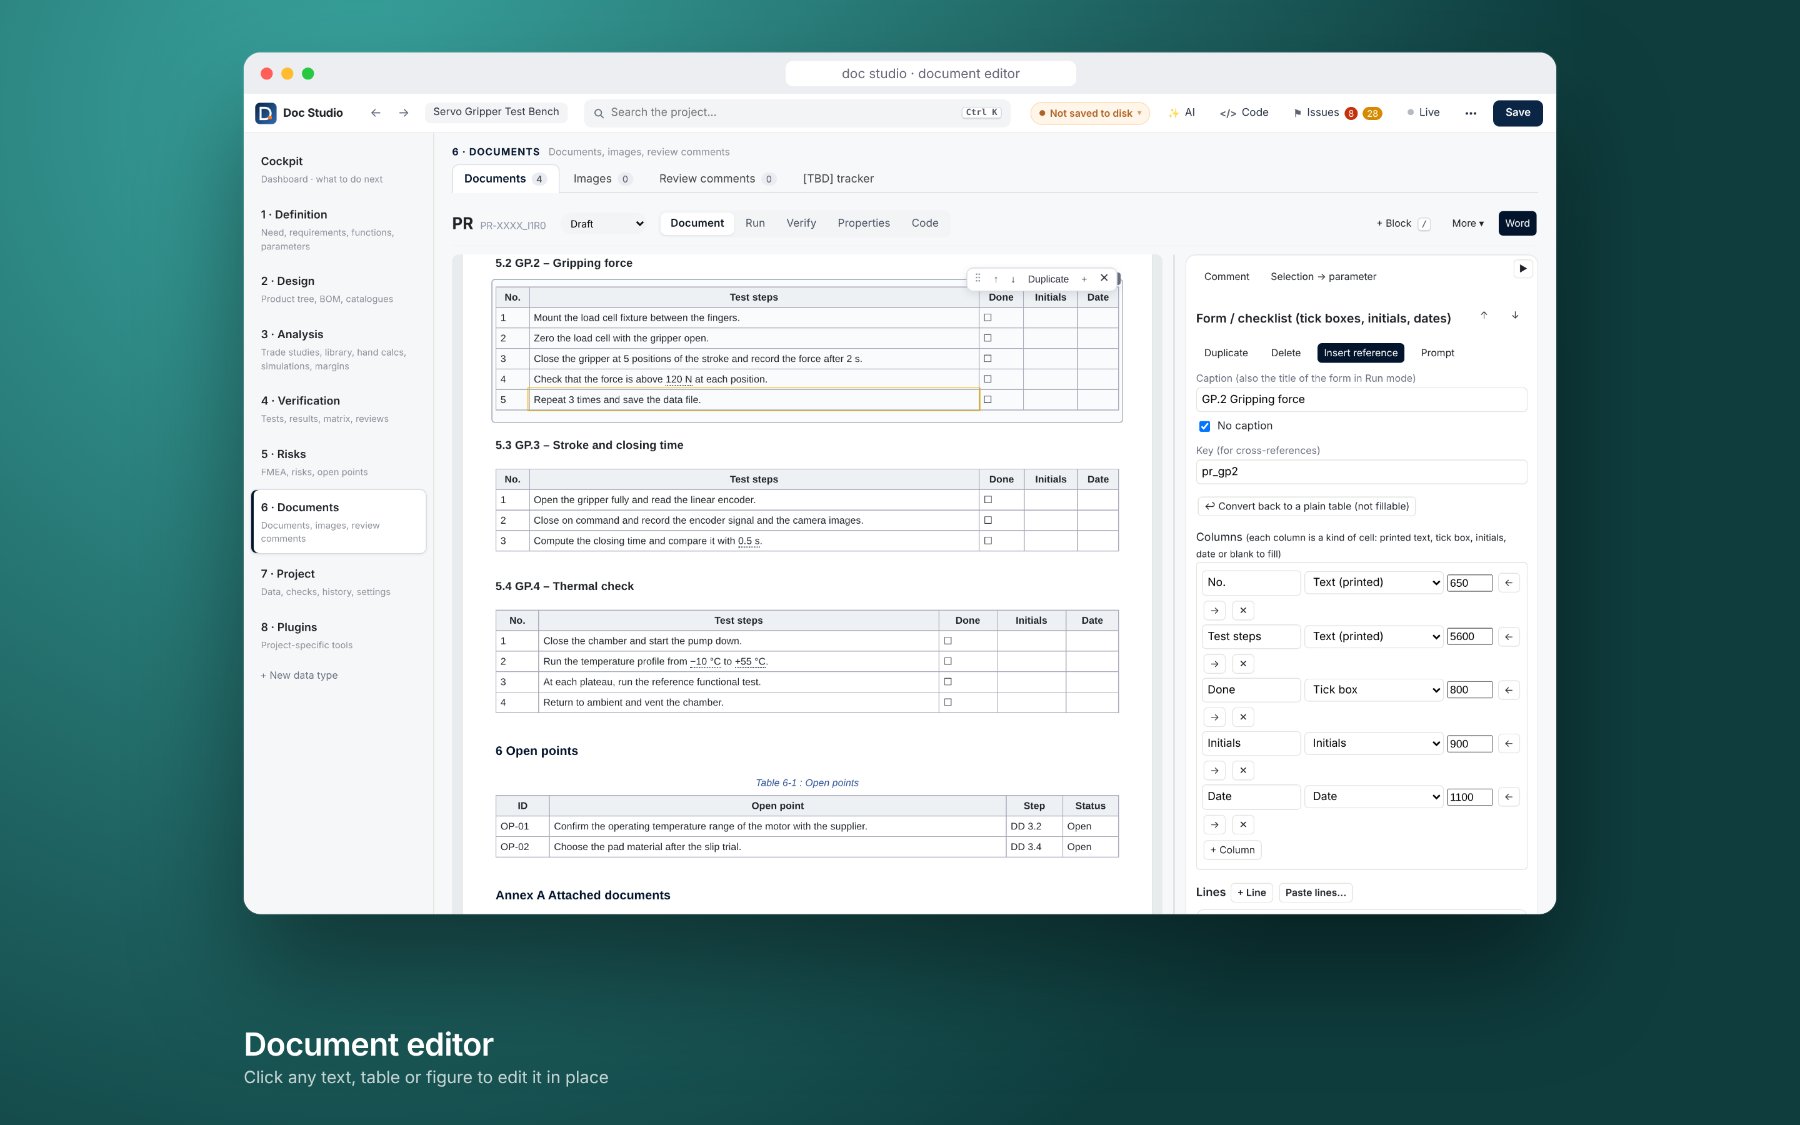 doc studio · document editor
Doc Studio
← →
Servo Gripper Test Bench
Search the project...
Ctrl K
Not saved to disk
AI
</> Code
Issues 8 28
Live
···
Save
Cockpit
Dashboard · what to do next
1 · Definition
Need, requirements, functions,
parameters
2 · Design
Product tree, BOM, catalogues
3 · Analysis
Trade studies, library, hand calcs,
simulations, margins
4 · Verification
Tests, results, matrix, reviews
5 · Risks
FMEA, risks, open points
6 · Documents
Documents, images, review
comments
7 · Project
Data, checks, history, settings
8 · Plugins
Project-specific tools
+ New data type
6 · DOCUMENTS Documents, images, review comments
Documents 4
Images 0
Review comments 0
[TBD] tracker
PR PR-XXXX_I1R0
Draft
Document
Run
Verify
Properties
Code
+ Block /
More ▾
Word
5.2 GP.2 – Gripping force
↑ ↓ Duplicate + ✕
No. Test steps Done Initials Date
1 Mount the load cell fixture between the fingers. ☐
2 Zero the load cell with the gripper open. ☐
3 Close the gripper at 5 positions of the stroke and record the force after 2 s. ☐
4 Check that the force is above 120 N at each position. ☐
5 Repeat 3 times and save the data file. ☐
5.3 GP.3 – Stroke and closing time
No. Test steps Done Initials Date
1 Open the gripper fully and read the linear encoder. ☐
2 Close on command and record the encoder signal and the camera images. ☐
3 Compute the closing time and compare it with 0.5 s. ☐
5.4 GP.4 – Thermal check
No. Test steps Done Initials Date
1 Close the chamber and start the pump down. ☐
2 Run the temperature profile from −10 °C to +55 °C. ☐
3 At each plateau, run the reference functional test. ☐
4 Return to ambient and vent the chamber. ☐
6 Open points
Table 6-1 : Open points
ID Open point Step Status
OP-01 Confirm the operating temperature range of the motor with the supplier. DD 3.2 Open
OP-02 Choose the pad material after the slip trial. DD 3.4 Open
Annex A Attached documents
Comment
Selection → parameter
Form / checklist (tick boxes, initials, dates) ↑ ↓
Duplicate
Delete
Insert reference
Prompt
Caption (also the title of the form in Run mode)
GP.2 Gripping force
No caption
Key (for cross-references)
pr_gp2
↩ Convert back to a plain table (not fillable)
Columns (each column is a kind of cell: printed text, tick box, initials,
date or blank to fill)
No. Text (printed) 650 ←
→ ✕
Test steps Text (printed) 5600 ←
→ ✕
Done Tick box 800 ←
→ ✕
Initials Initials 900 ←
→ ✕
Date Date 1100 ←
→ ✕
+ Column
Lines + Line Paste lines...
Document editor
Click any text, table or figure to edit it in place